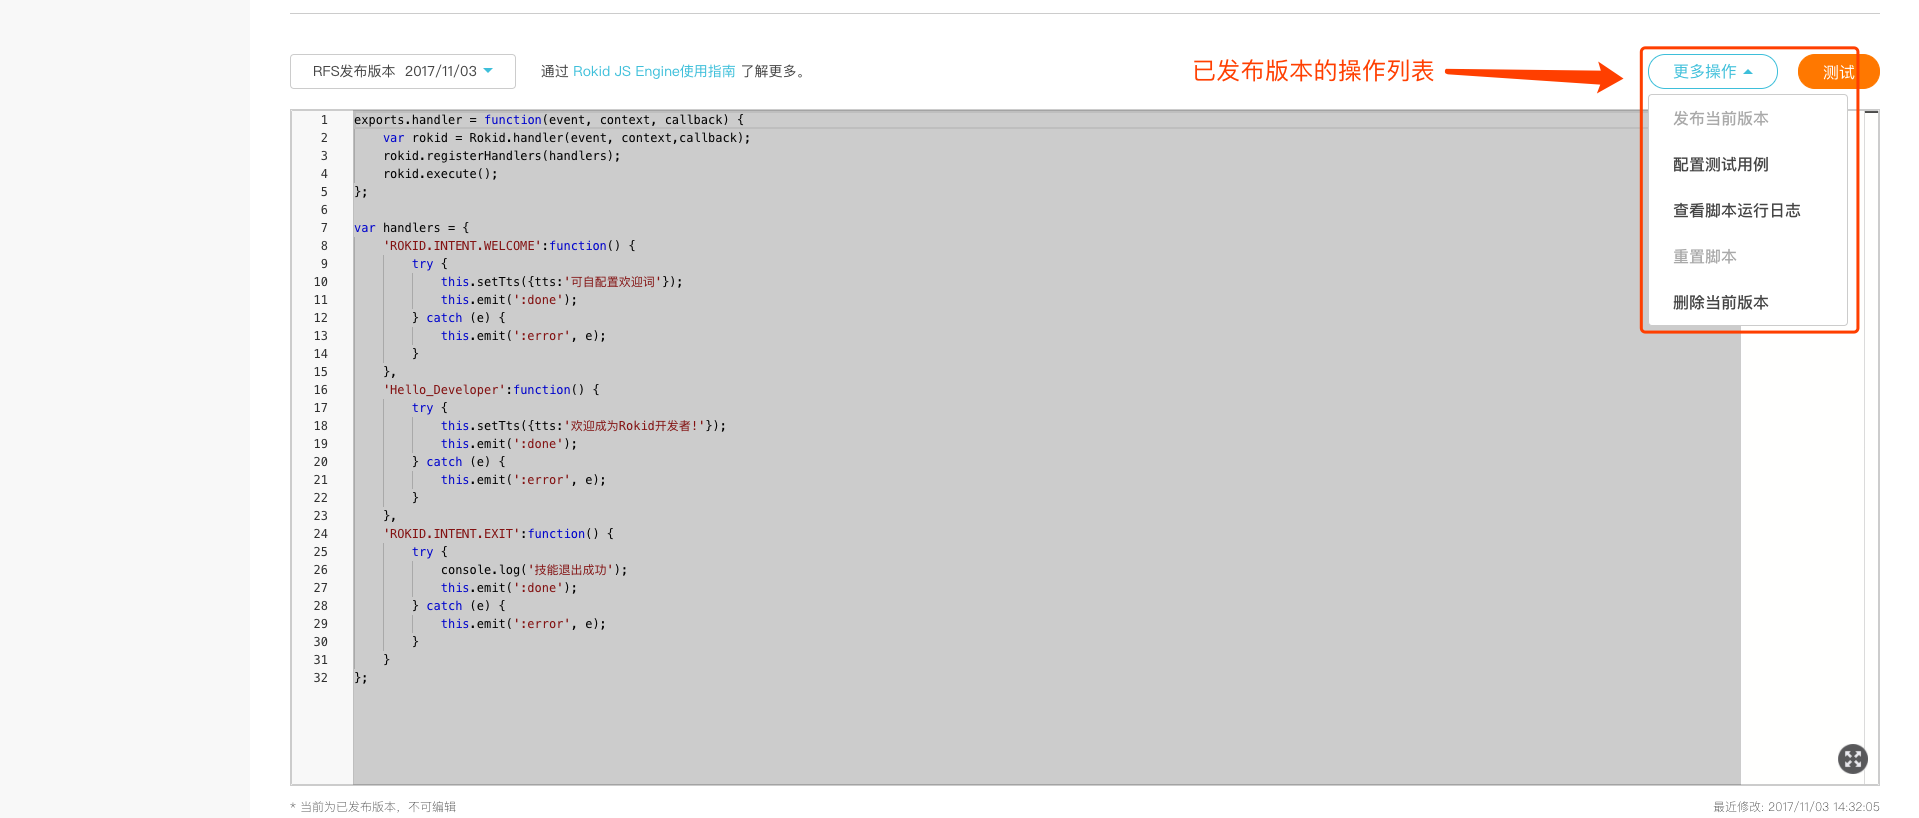 RFS发布版本 2017/11/03 通过 Rokid JS Engine使用指南 了解更多。 已发布版本的操作列表 更多操作 测试
发布当前版本
配置测试用例
查看脚本运行日志
重置脚本
删除当前版本
1 exports.handler = function(event, context, callback) {
2     var rokid = Rokid.handler(event, context,callback);
3     rokid.registerHandlers(handlers);
4     rokid.execute();
5 };
6
7 var handlers = {
8     'ROKID.INTENT.WELCOME':function() {
9         try {
10             this.setTts({tts:'可自配置欢迎词'});
11             this.emit(':done');
12         } catch (e) {
13             this.emit(':error', e);
14         }
15     },
16     'Hello_Developer':function() {
17         try {
18             this.setTts({tts:'欢迎成为Rokid开发者!'});
19             this.emit(':done');
20         } catch (e) {
21             this.emit(':error', e);
22         }
23     },
24     'ROKID.INTENT.EXIT':function() {
25         try {
26             console.log('技能退出成功');
27             this.emit(':done');
28         } catch (e) {
29             this.emit(':error', e);
30         }
31     }
32 };
* 当前为已发布版本，不可编辑 最近修改: 2017/11/03 14:32:05